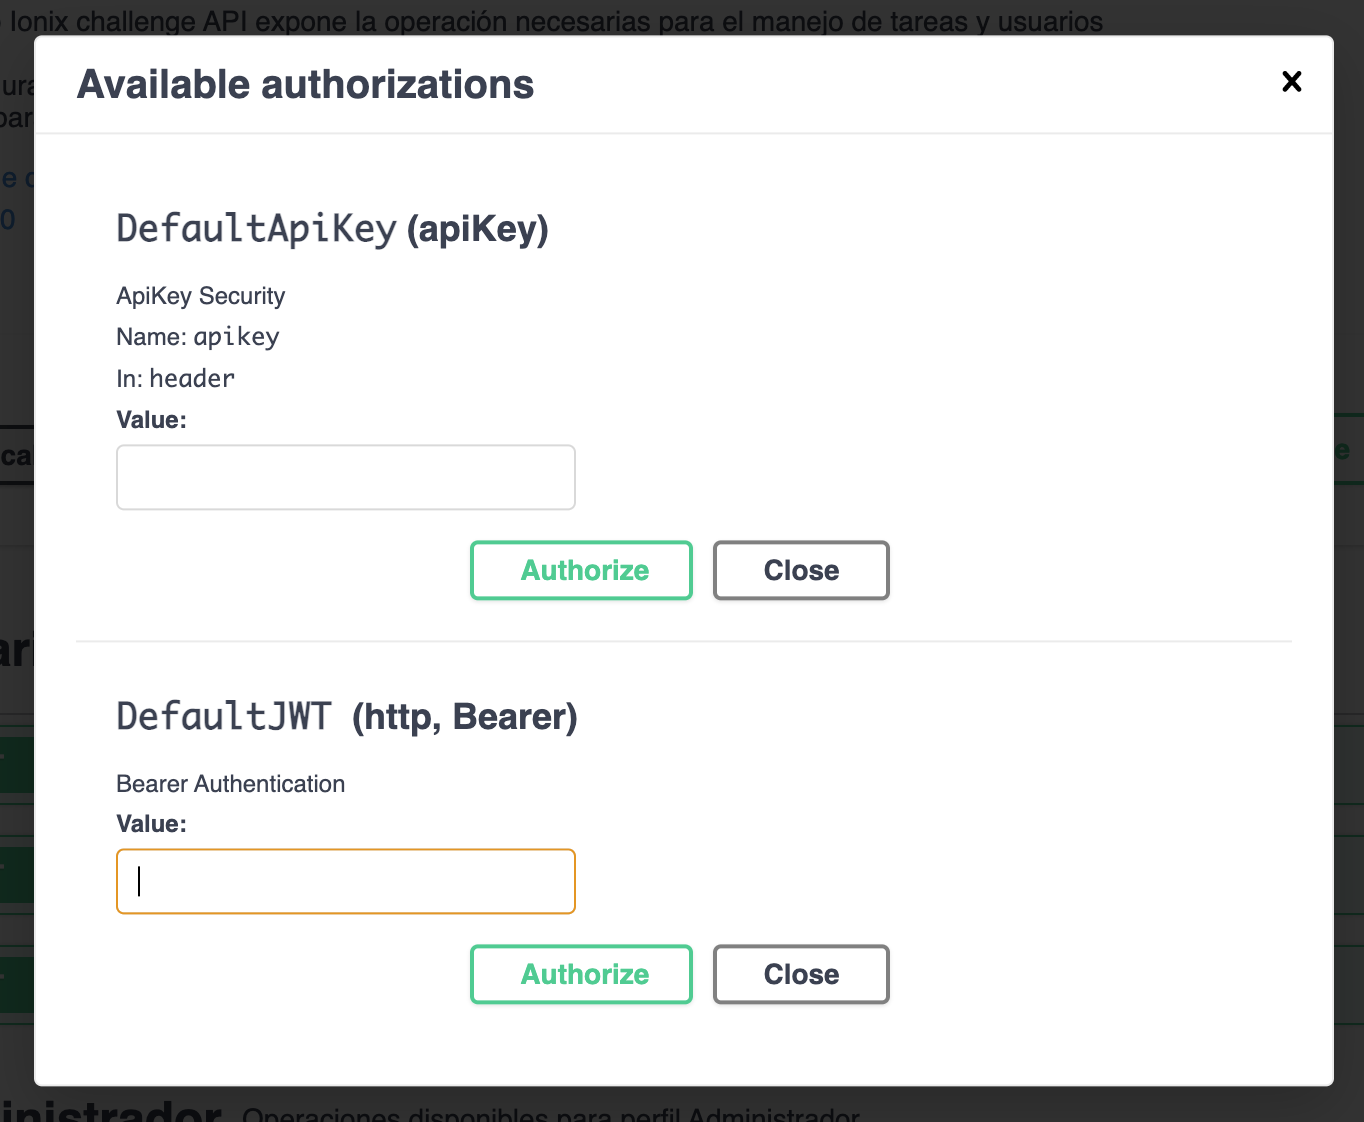 Ionix challenge API expone la operación necesarias para el manejo de tareas y usuarios
Available authorizations
DefaultApiKey (apiKey)
ApiKey Security
Name: apikey
In: header
Value:
Authorize Close
DefaultJWT (http, Bearer)
Bearer Authentication
Value:
Authorize Close
Operaciones disponibles para perfil Administrador